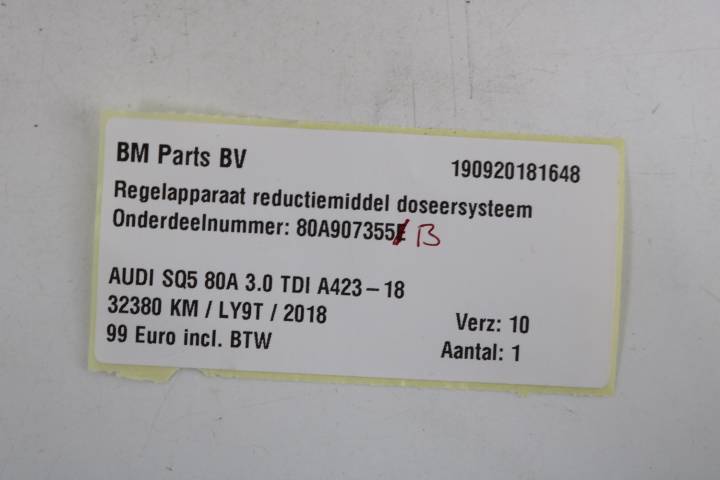 BM Parts BV 190920181648
Regelapparaat reductiemiddel doseersysteem
Onderdeelnummer: 80A907355E B
AUDI SQ5 80A 3.0 TDI A423-18
32380 KM / LY9T / 2018 Verz: 10
99 Euro incl. BTW Aantal: 1